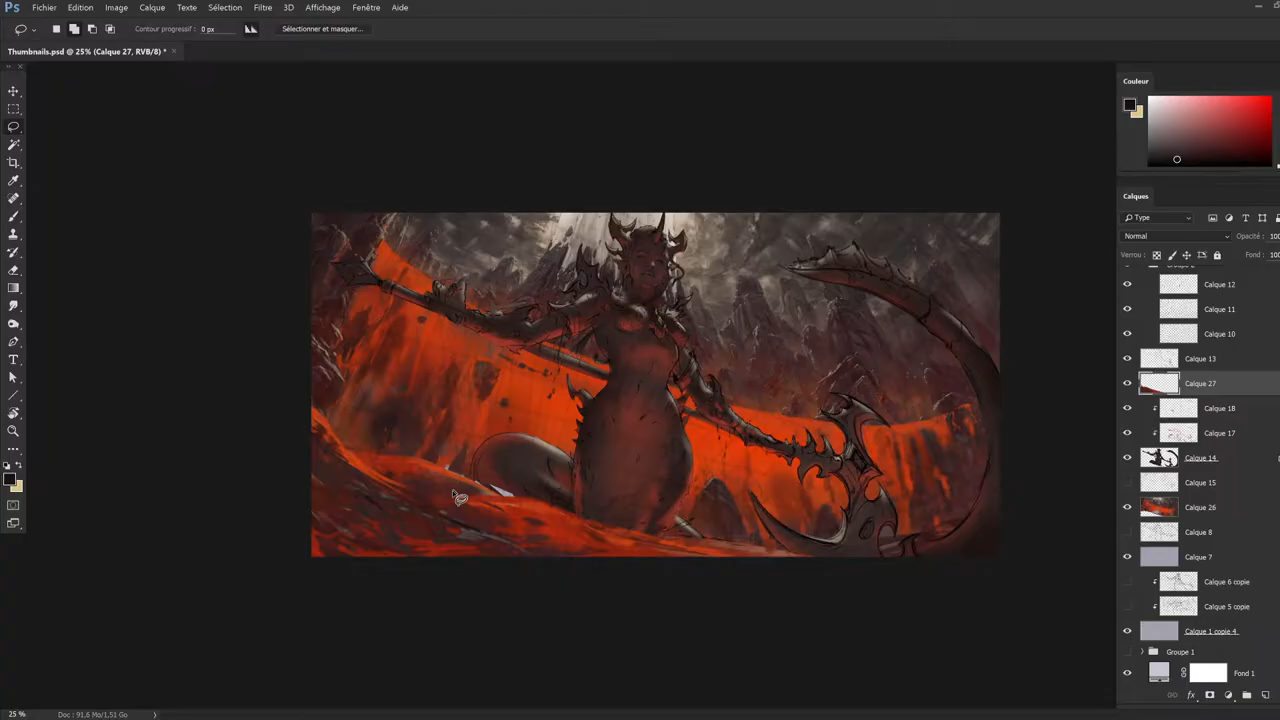 Ps Fichier Edition Image Calque Texte Sélection Filtre 3D Affichage Fenêtre Aide
Contour progressif : 0 px Sélectionner et masquer...
Thumbnails.psd @ 25% (Calque 27, RVB/8) * ×
Couleur
Calques
Type
Normal Opacité : 100
Verrou : Fond : 100
Calque 12
Calque 11
Calque 10
Calque 13
Calque 27
Calque 18
Calque 17
Calque 14
Calque 15
Calque 26
Calque 8
Calque 7
Calque 6 copie
Calque 5 copie
Calque 1 copie 4
Groupe 1
Fond 1
fx
25 % Doc : 91,6 Mo/1,51 Go